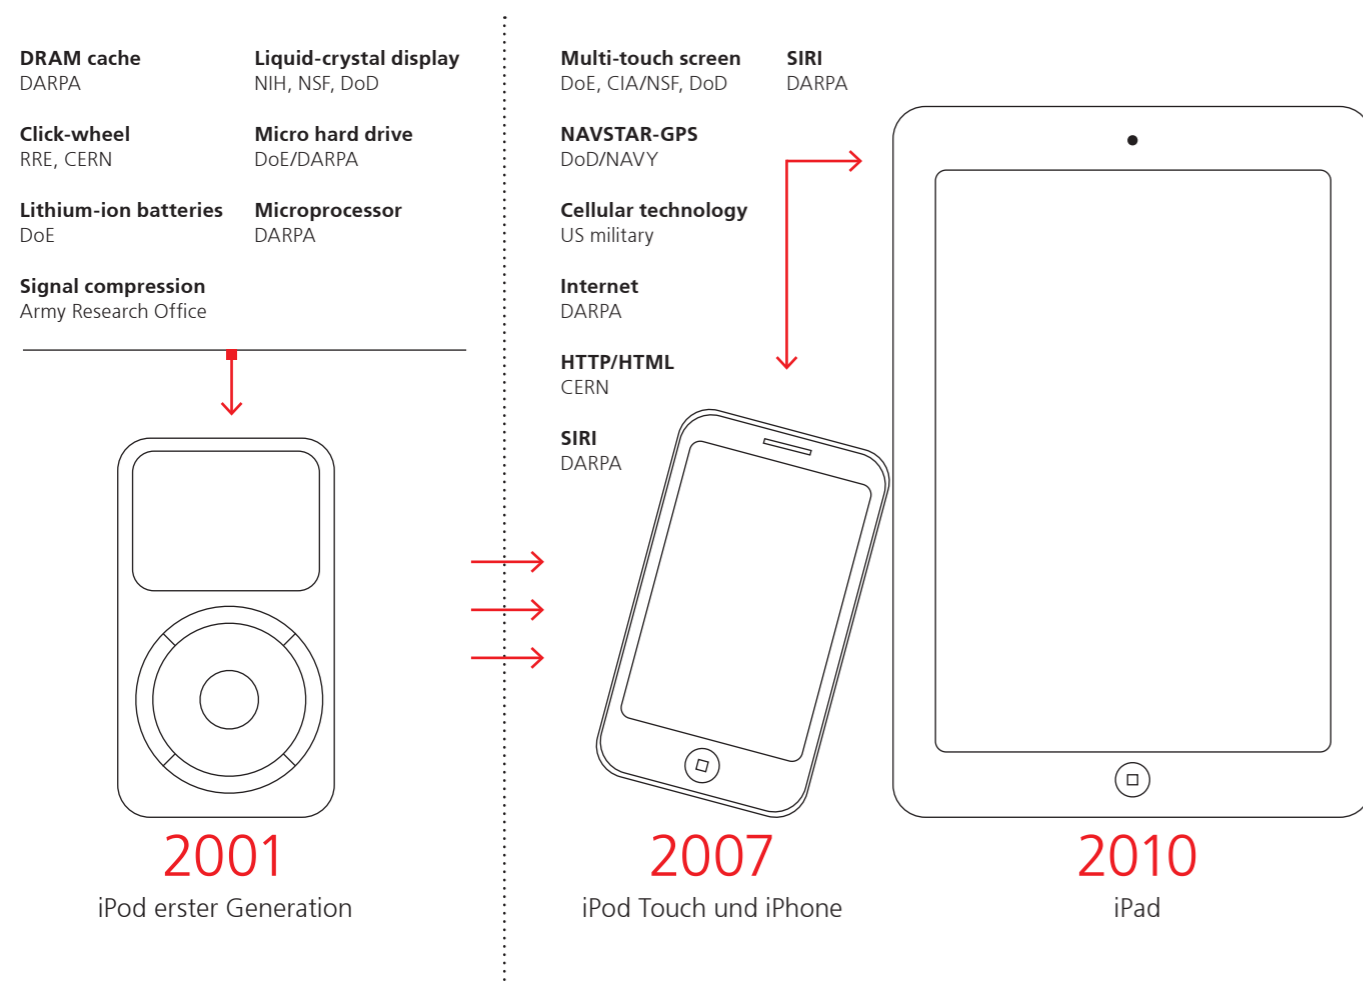 DRAM cache
DARPA
Click-wheel
RRE, CERN
Lithium-ion batteries
DoE
Signal compression
Army Research Office
Liquid-crystal display
NIH, NSF, DoD
Micro hard drive
DoE/DARPA
Microprocessor
DARPA
Multi-touch screen
DoE, CIA/NSF, DoD
NAVSTAR-GPS
DoD/NAVY
Cellular technology
US military
Internet
DARPA
HTTP/HTML
CERN
SIRI
DARPA
SIRI
DARPA
2001
iPod erster Generation
2007
iPod Touch und iPhone
2010
iPad